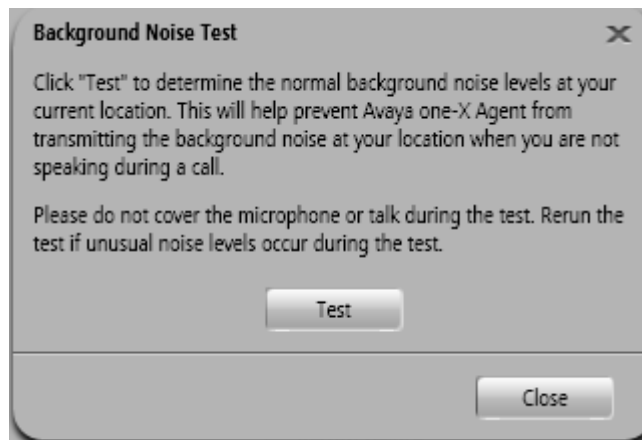 Background Noise Test
Click "Test" to determine the normal background noise levels at your
current location. This will help prevent Avaya one-X Agent from
transmitting the background noise at your location when you are not
speaking during a call.
Please do not cover the microphone or talk during the test. Rerun the
test if unusual noise levels occur during the test.
Test
Close